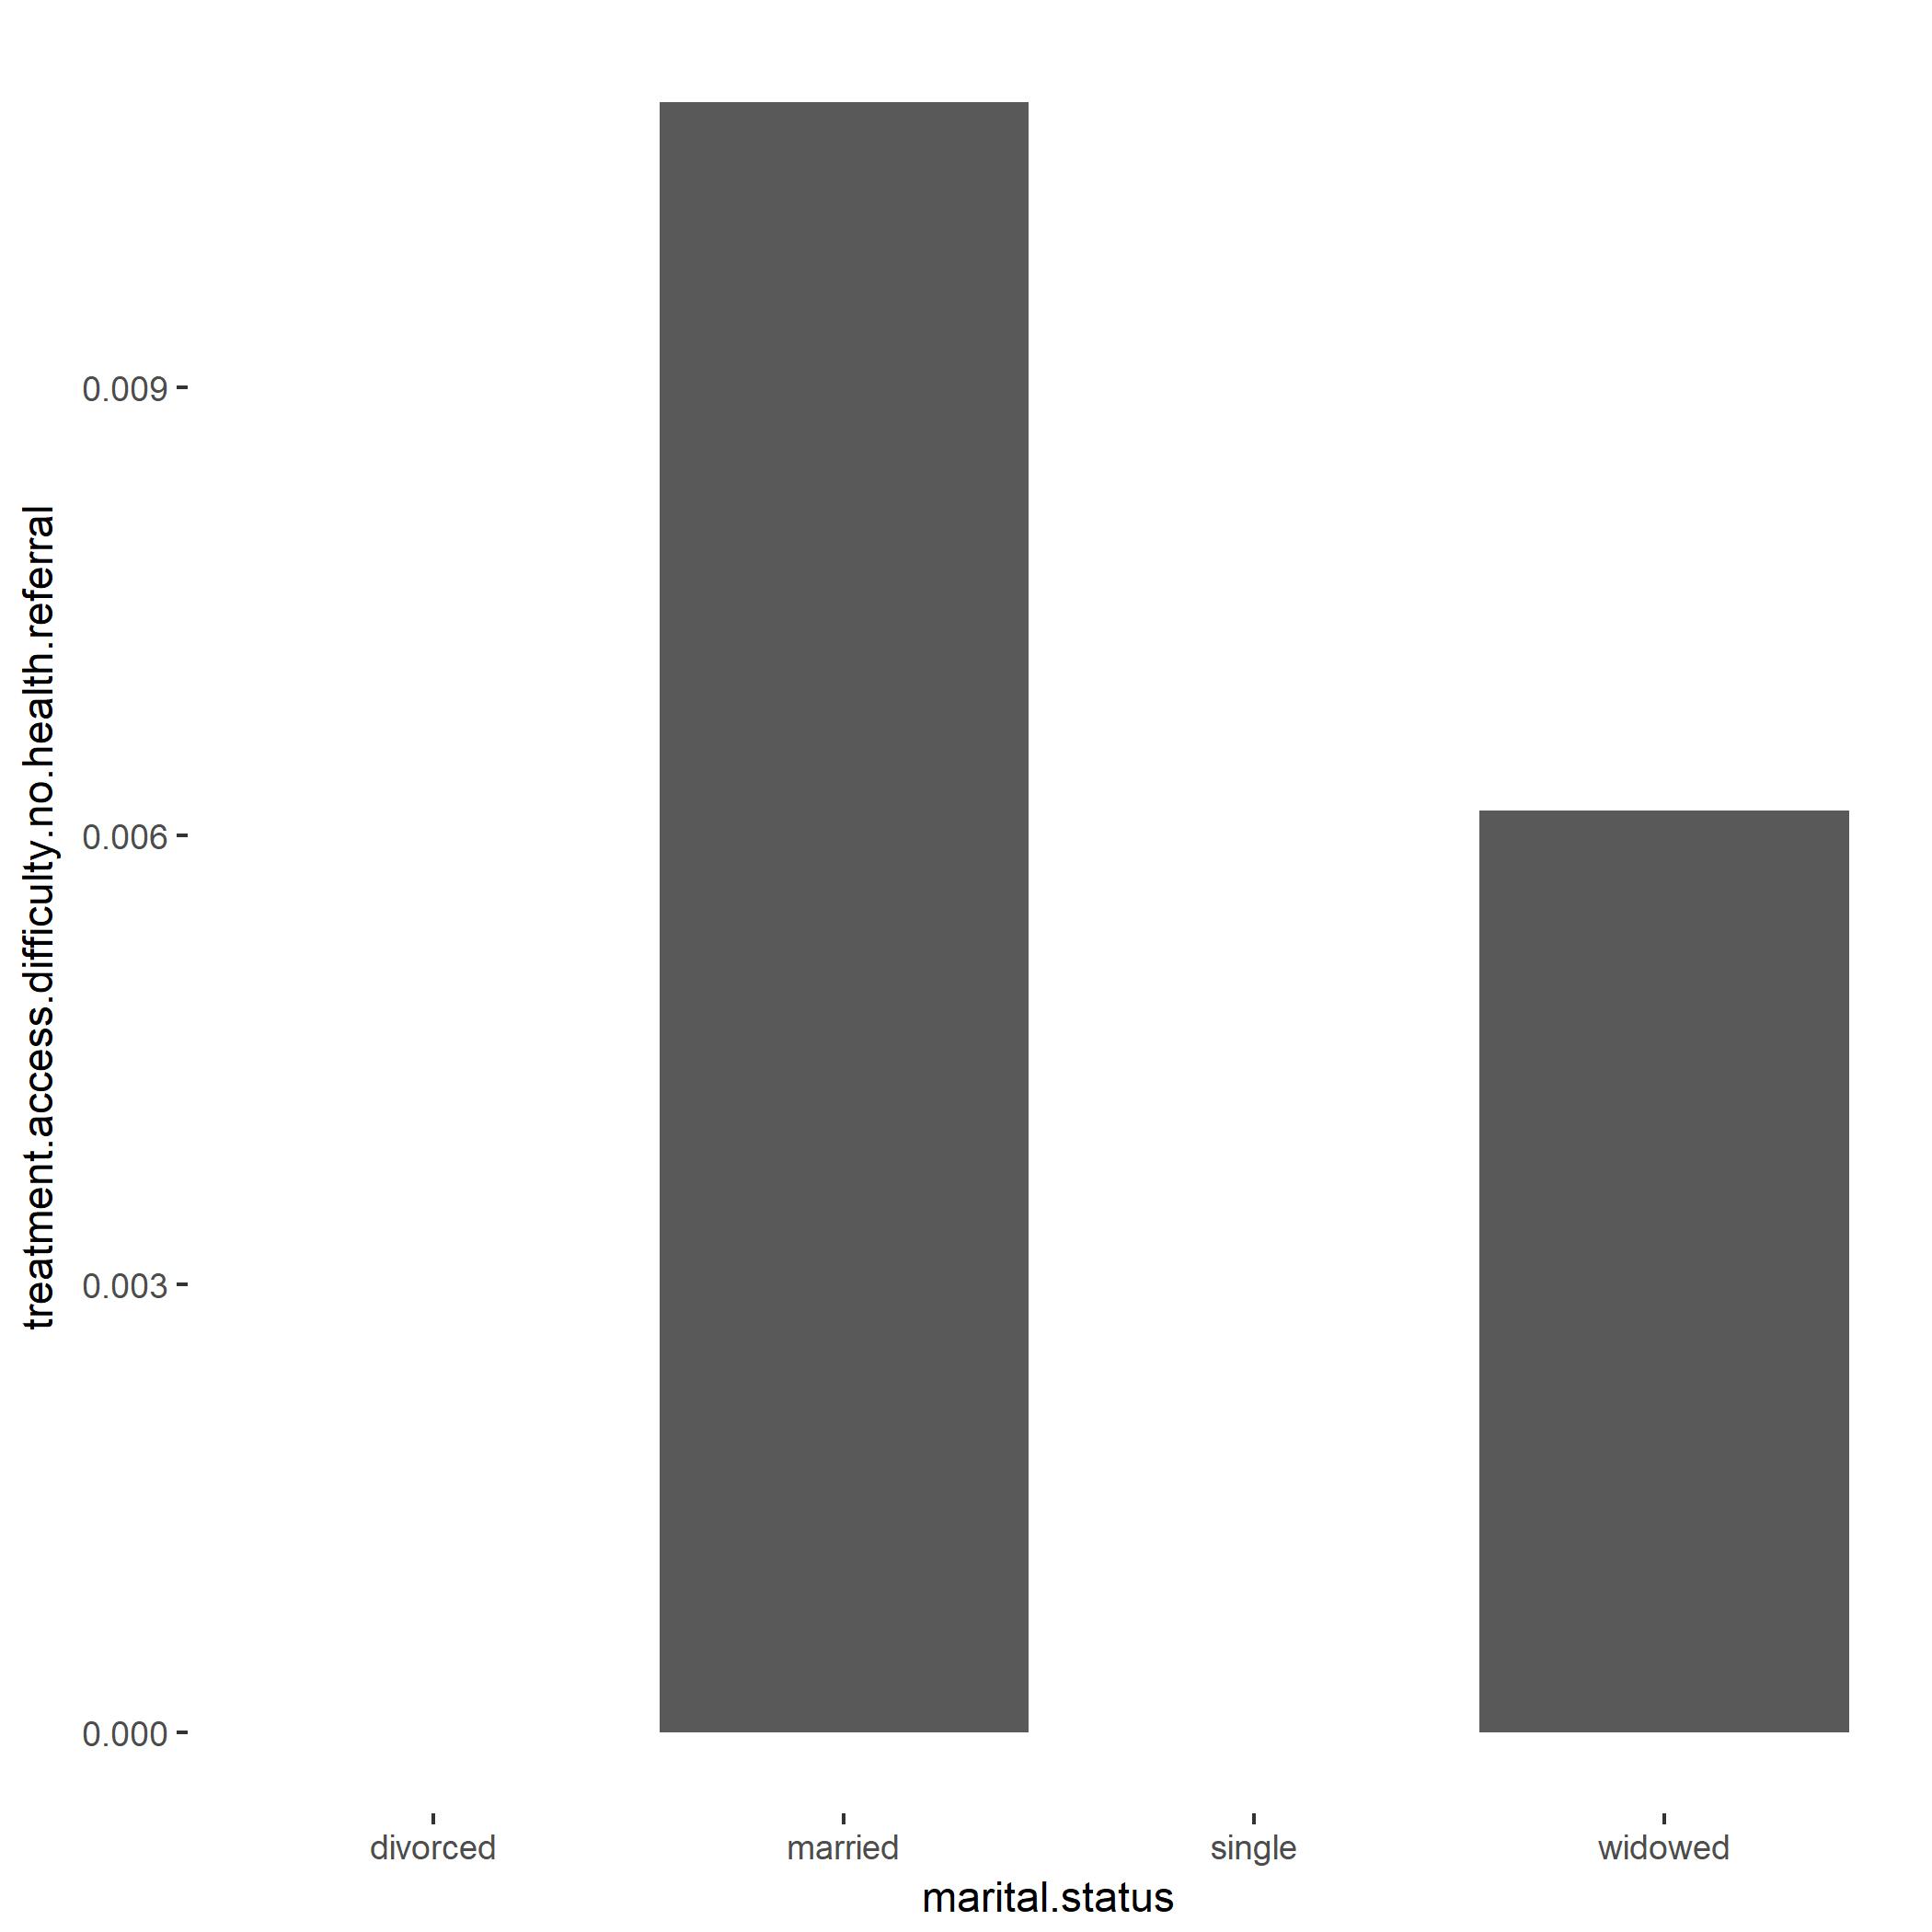 treatment.access.difficulty.no.health.referral
0.009
0.006
0.003
0.000
divorced married single widowed
marital.status